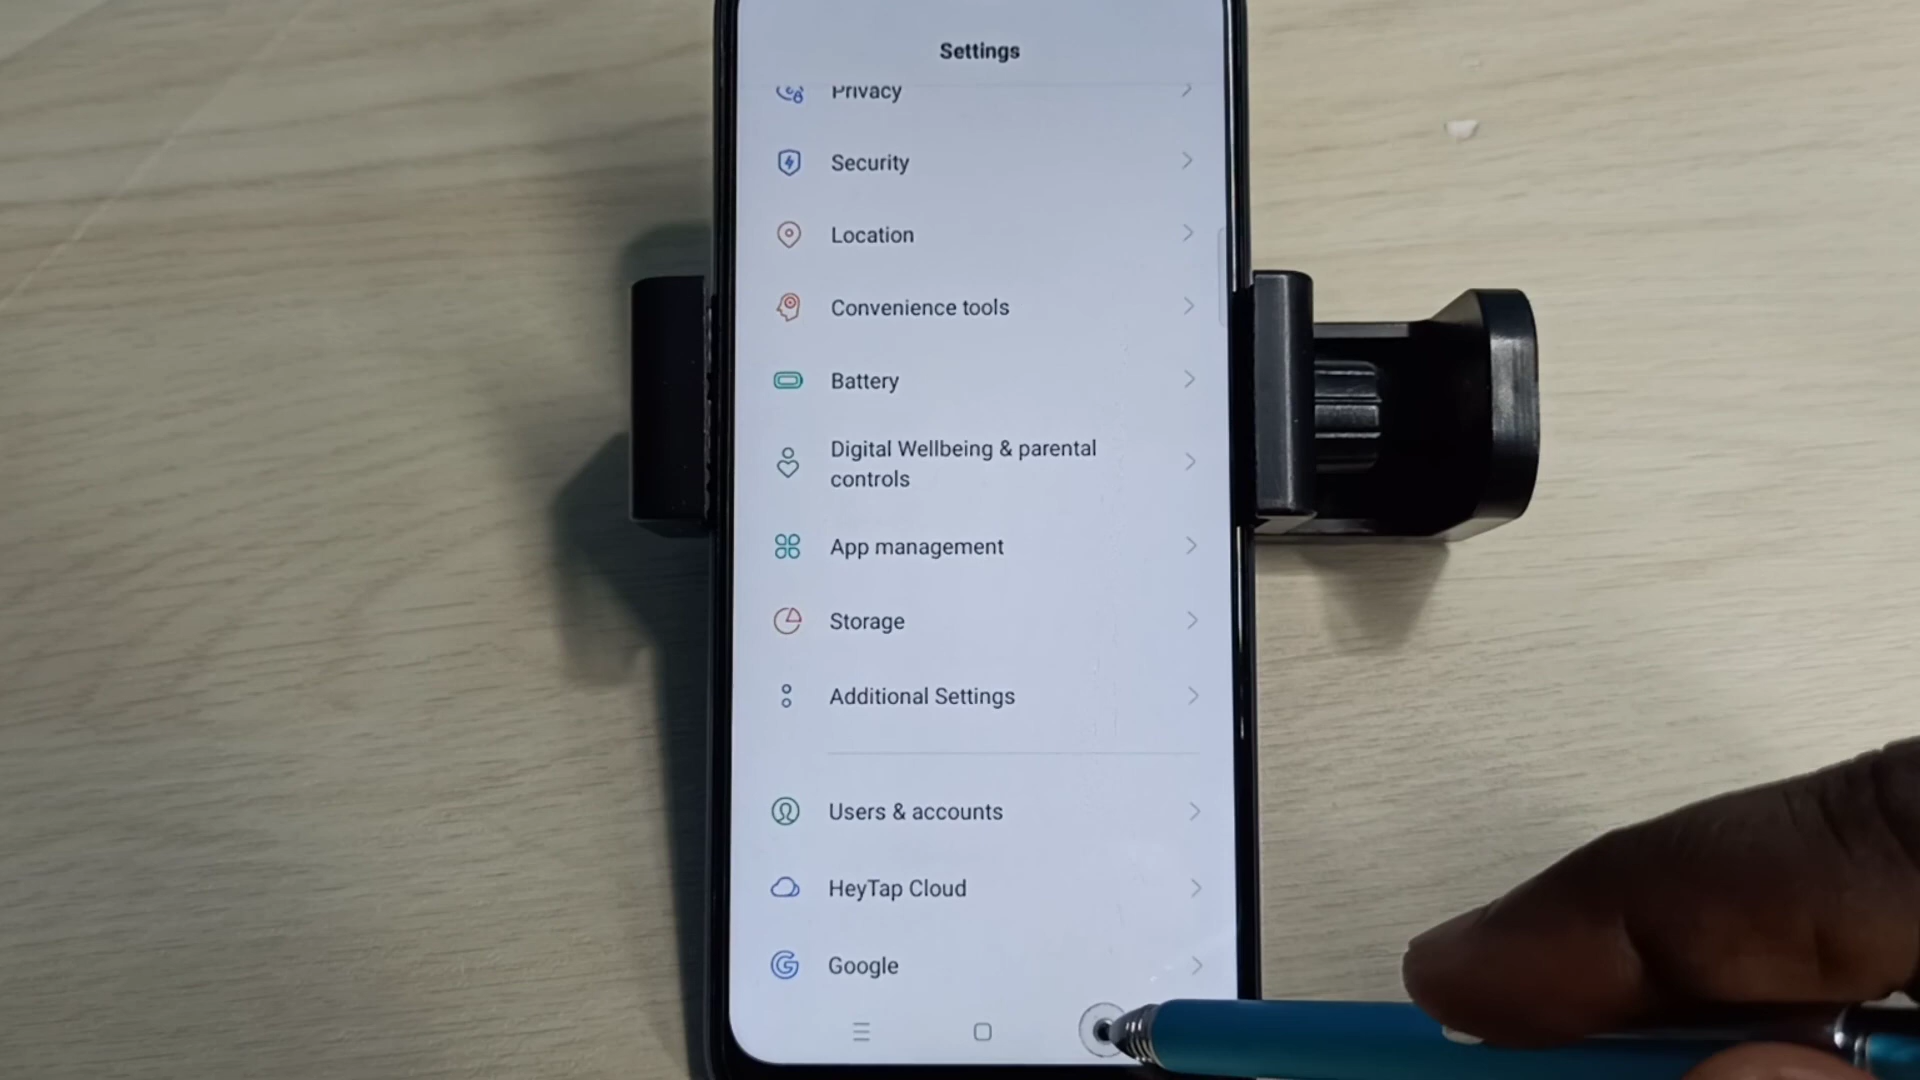 Settings
Privacy
Security
Location
Convenience tools
Battery
Digital Wellbeing & parental
controls
App management
Storage
Additional Settings
Users & accounts
HeyTap Cloud
Google